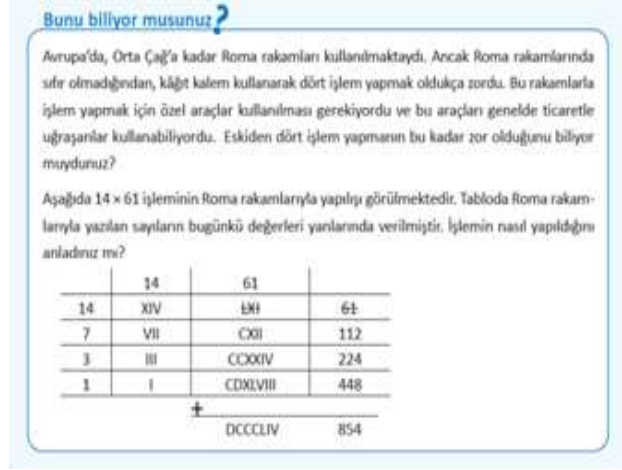 Bunu biliyor musunuz?
Avrupa'da, Orta Çağ'a kadar Roma rakamları kullanılmaktaydı. Ancak Roma rakamlarında
sıfır olmadığından, kâğıt kalem kullanarak dört işlem yapmak oldukça zordu. Bu rakamlarla
işlem yapmak için özel araçlar kullanılması gerekiyordu ve bu araçları genelde ticaretle
uğraşanlar kullanabiliyordu. Eskiden dört işlem yapmanın bu kadar zor olduğunu biliyor
muydunuz?
Aşağıda 14 × 61 işleminin Roma rakamlarıyla yapılışı görülmektedir. Tabloda Roma rakam-
larıyla yazılan sayıların bugünkü değerleri yanlarında verilmiştir. İşlemin nasıl yapıldığını
anladınız mı?
14 61
14 XIV LXI 61
7 VII CXII 112
3 III CCXXIV 224
1 I CDXLVIII 448
+
DCCCLIV 854